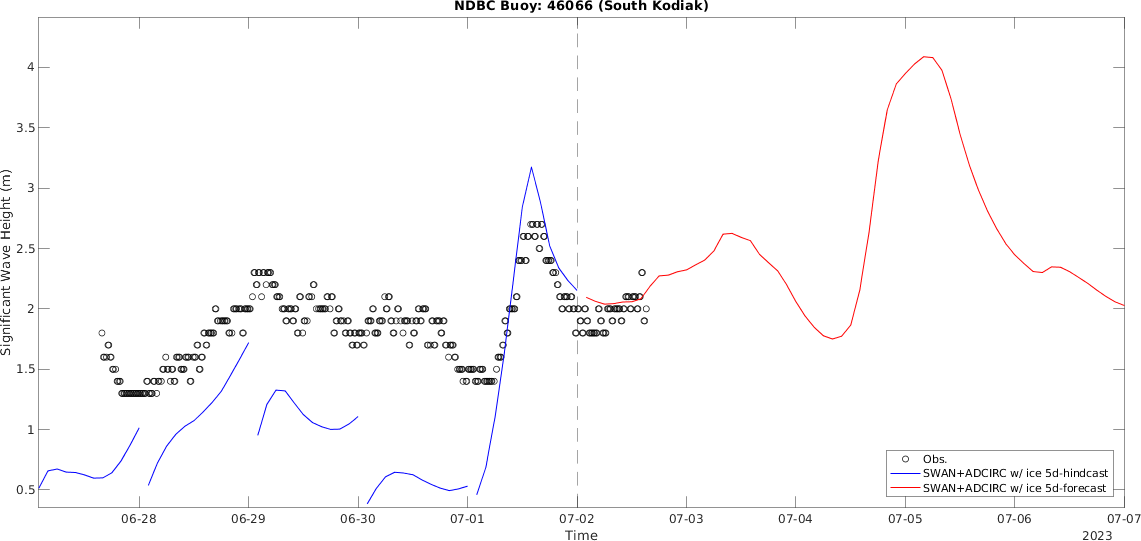 NDBC Buoy: 46066 (South Kodiak)
Significant Wave Height (m)
4
3.5
3
2.5
2
1.5
1
0.5
Obs.
SWAN+ADCIRC w/ ice 5d-hindcast
SWAN+ADCIRC w/ ice 5d-forecast
06-28 06-29 06-30 07-01 07-02 07-03 07-04 07-05 07-06 07-07
Time
2023